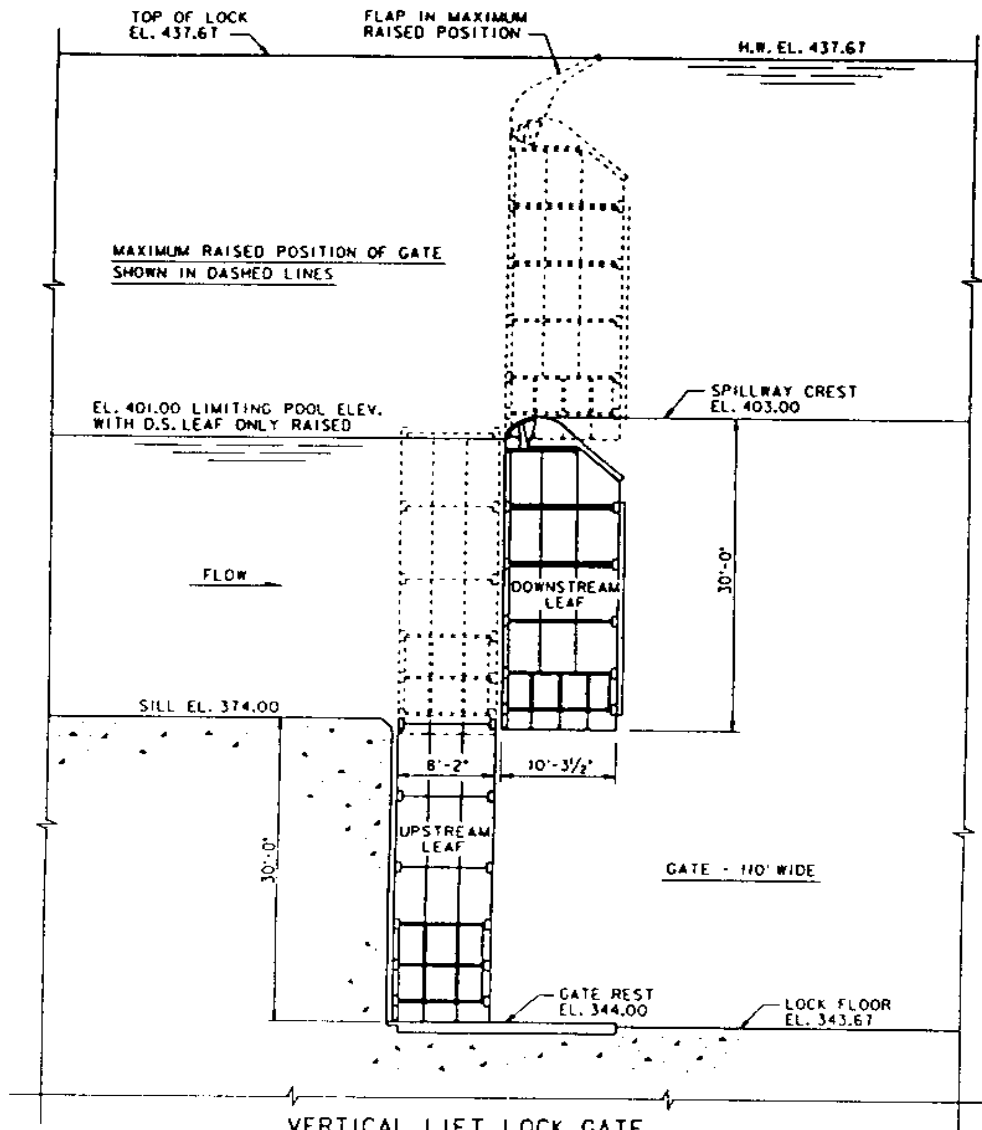 TOP OF LOCK
EL. 437.67
FLAP IN MAXIMUM
RAISED POSITION
H.W. EL. 437.67
MAXIMUM RAISED POSITION OF GATE
SHOWN IN DASHED LINES
EL. 401.00 LIMITING POOL ELEV.
WITH D.S. LEAF ONLY RAISED
SPILLWAY CREST
EL. 403.00
FLOW
DOWNSTREAM
LEAF
30'-0"
SILL EL. 374.00
8'-2"
10'-3½"
UPSTREAM
LEAF
30'-0"
GATE - 110' WIDE
GATE REST
EL. 344.00
LOCK FLOOR
EL. 343.67
VERTICAL LIFT LOCK GATE